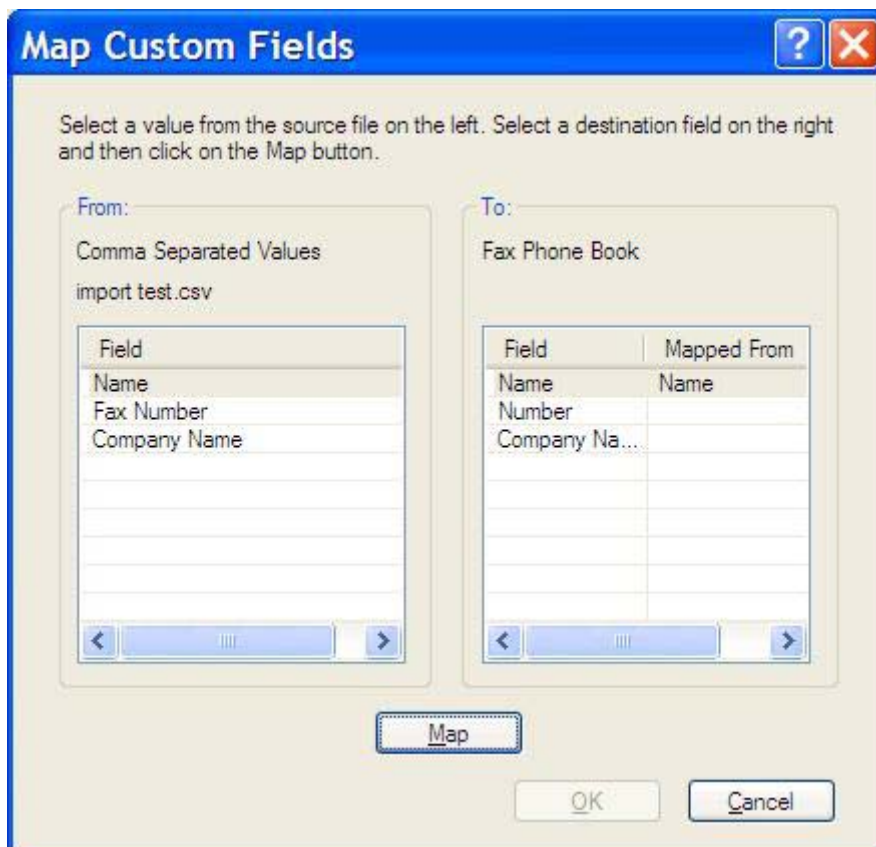 Map Custom Fields
Select a value from the source file on the left. Select a destination field on the right
and then click on the Map button.
From:
Comma Separated Values
import test.csv
Field
Name
Fax Number
Company Name
To:
Fax Phone Book
Field Mapped From
Name Name
Number
Company Na...
Map
OK Cancel